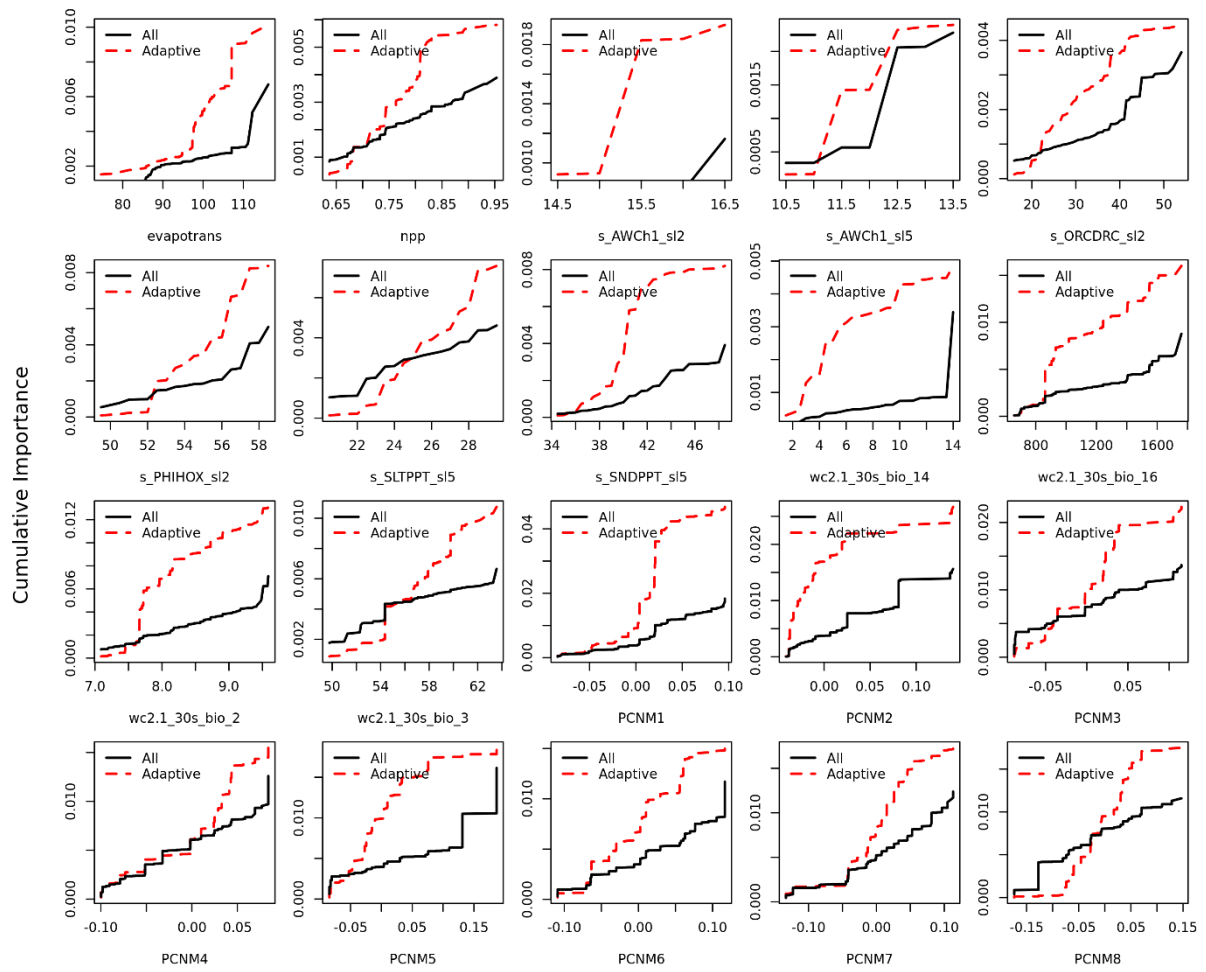 Cumulative Importance
All
Adaptive
0.002
0.006
0.010
80
90
100
110
evapotrans
All
Adaptive
0.001
0.003
0.005
0.65
0.75
0.85
0.95
npp
All
Adaptive
0.0010
0.0014
0.0018
14.5
15.5
16.5
s_AWCh1_sl2
All
Adaptive
0.0005
0.0015
10.5
11.5
12.5
13.5
s_AWCh1_sl5
All
Adaptive
0.000
0.002
0.004
20
30
40
50
s_ORCDRC_sl2
All
Adaptive
0.000
0.004
0.008
50
52
54
56
58
s_PHIHOX_sl2
All
Adaptive
0.000
0.004
22
24
26
28
s_SLTPPT_sl5
All
Adaptive
0.000
0.004
0.008
34
38
42
46
s_SNDPPT_sl5
All
Adaptive
0.001
0.003
0.005
2
4
6
10
14
wc2.1_30s_bio_14
All
Adaptive
0.000
0.010
800
1200
1600
wc2.1_30s_bio_16
All
Adaptive
0.000
0.006
0.012
7.0
8.0
9.0
wc2.1_30s_bio_2
All
Adaptive
0.002
0.006
0.010
50
54
58
62
wc2.1_30s_bio_3
All
Adaptive
0.00
0.02
0.04
-0.05
0.00
0.05
0.10
PCNM1
All
Adaptive
0.000
0.010
0.020
0.00
0.05
0.10
PCNM2
All
Adaptive
0.000
0.010
0.020
-0.05
0.05
PCNM3
All
Adaptive
0.000
0.010
-0.10
0.00
0.05
PCNM4
All
Adaptive
0.000
0.010
-0.05
0.05
0.15
PCNM5
All
Adaptive
0.000
0.010
-0.10
0.00
0.10
PCNM6
All
Adaptive
0.000
0.010
-0.10
0.00
0.10
PCNM7
All
Adaptive
0.000
0.010
-0.15
-0.05
0.05
0.15
PCNM8